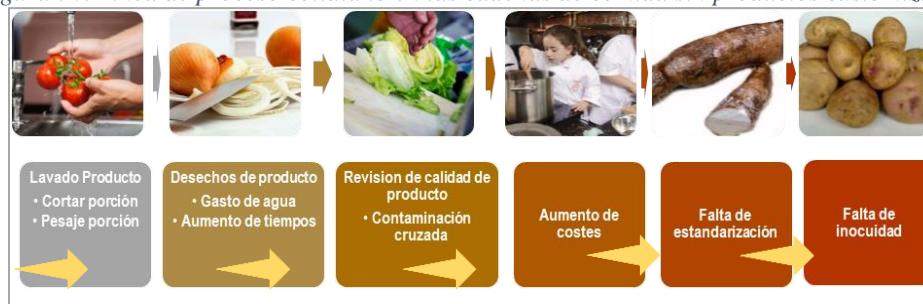 Lavado Producto
• Cortar porción
• Pesaje porción
Desechos de producto
• Gasto de agua
• Aumento de tiempos
Revision de calidad de
producto
• Contaminación
cruzada
Aumento de
costes
Falta de
estandarización
Falta de
inocuidad